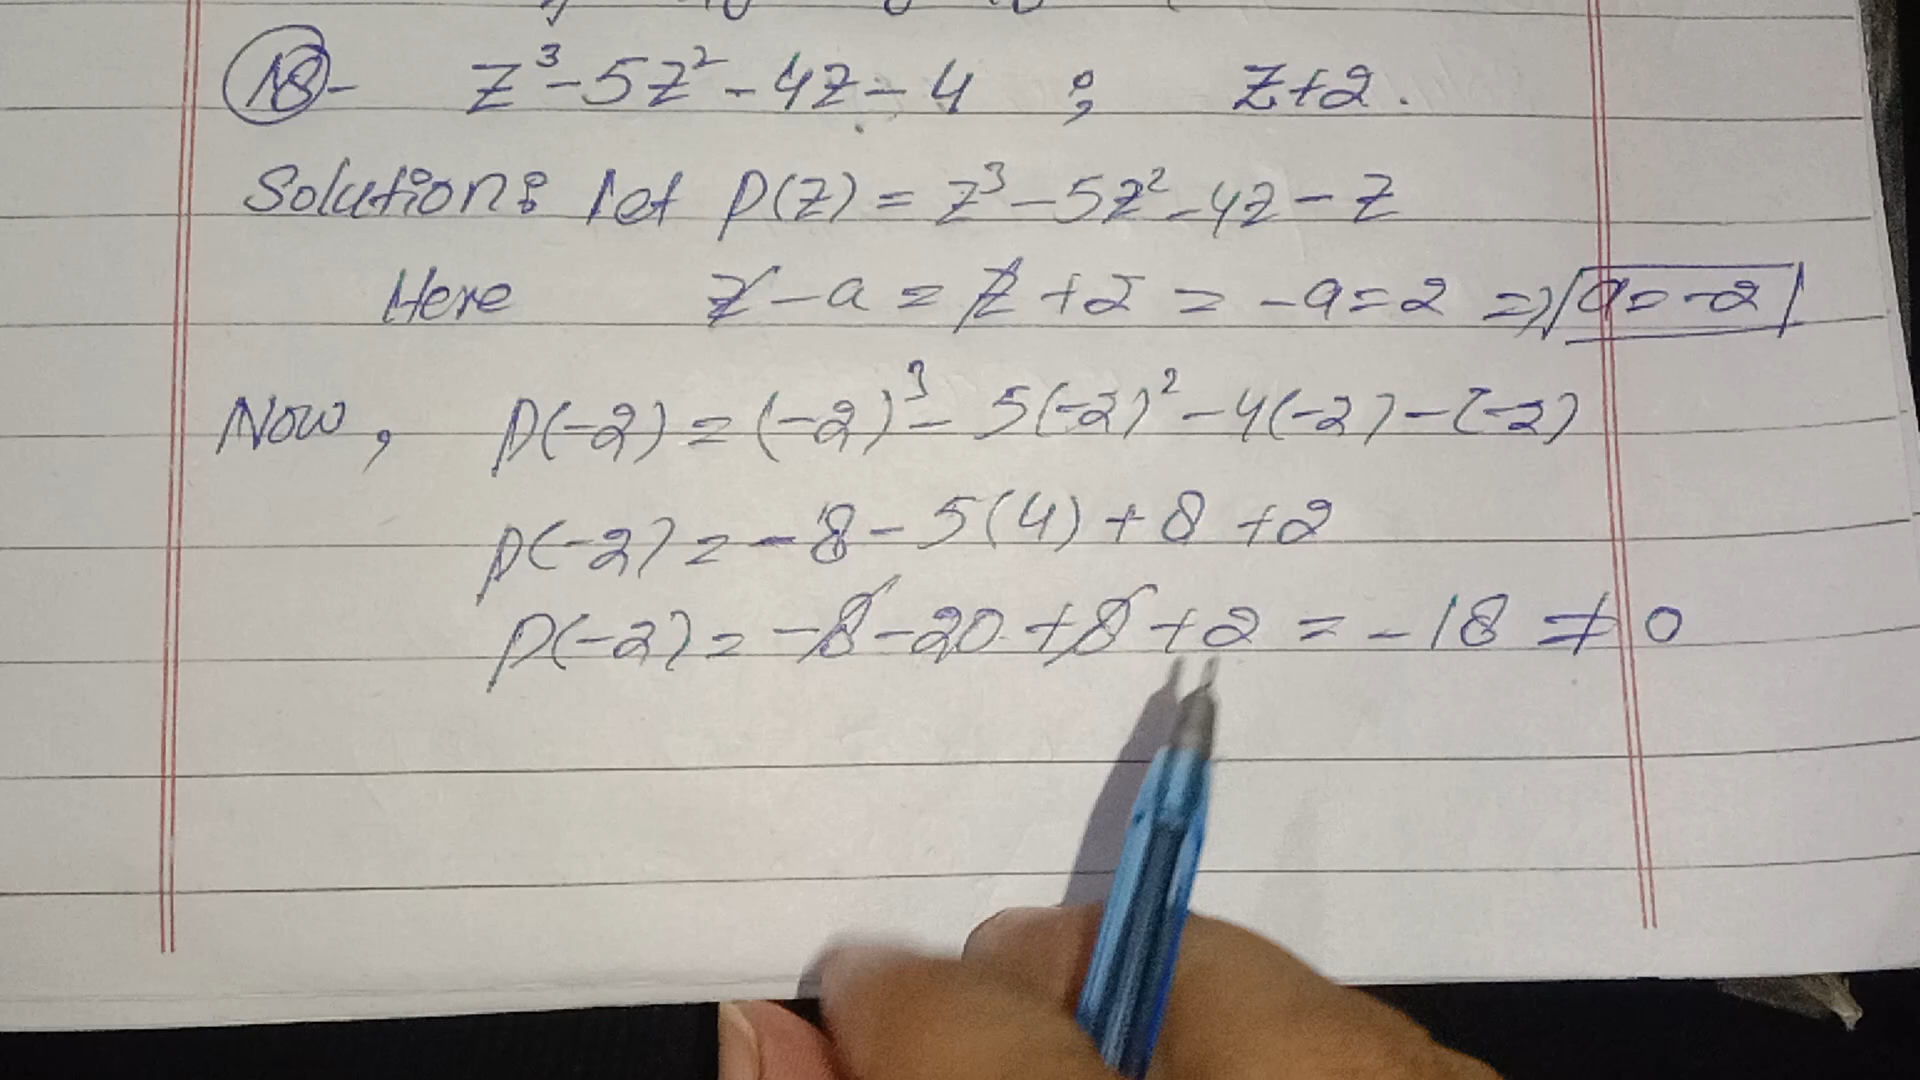 18- z³-5z²-4z-4 ; z+2.
Solution: let p(z) = z³-5z²-4z-z
Here z-a = z+2 = -a=2 => a=-2
Now, p(-2) = (-2)³- 5(-2)²-4(-2)-(-2)
p(-2) = -8-5(4)+8+2
p(-2) = -8-20+8+2 = -18 ≠ 0